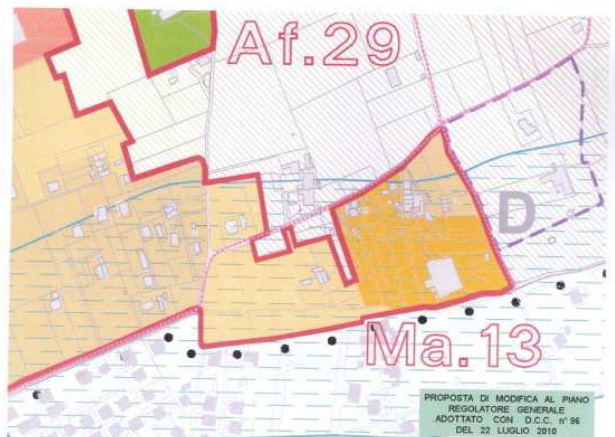 Af.29
D
Ma.13
PROPOSTA DI MODIFICA AL PIANO
REGOLATORE GENERALE
ADOTTATO CON D.C.C. n° 96
DEL 22 LUGLIO 2010